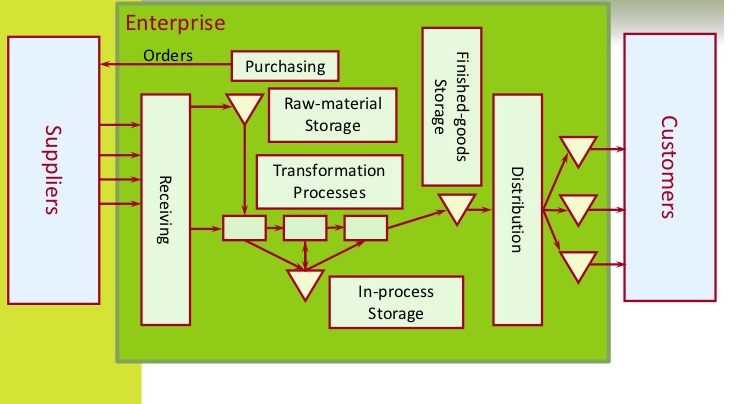 Enterprise
Orders
Purchasing
Suppliers
Receiving
Raw-material
Storage
Transformation
Processes
In-process
Storage
Finished-goods
Storage
Distribution
Customers